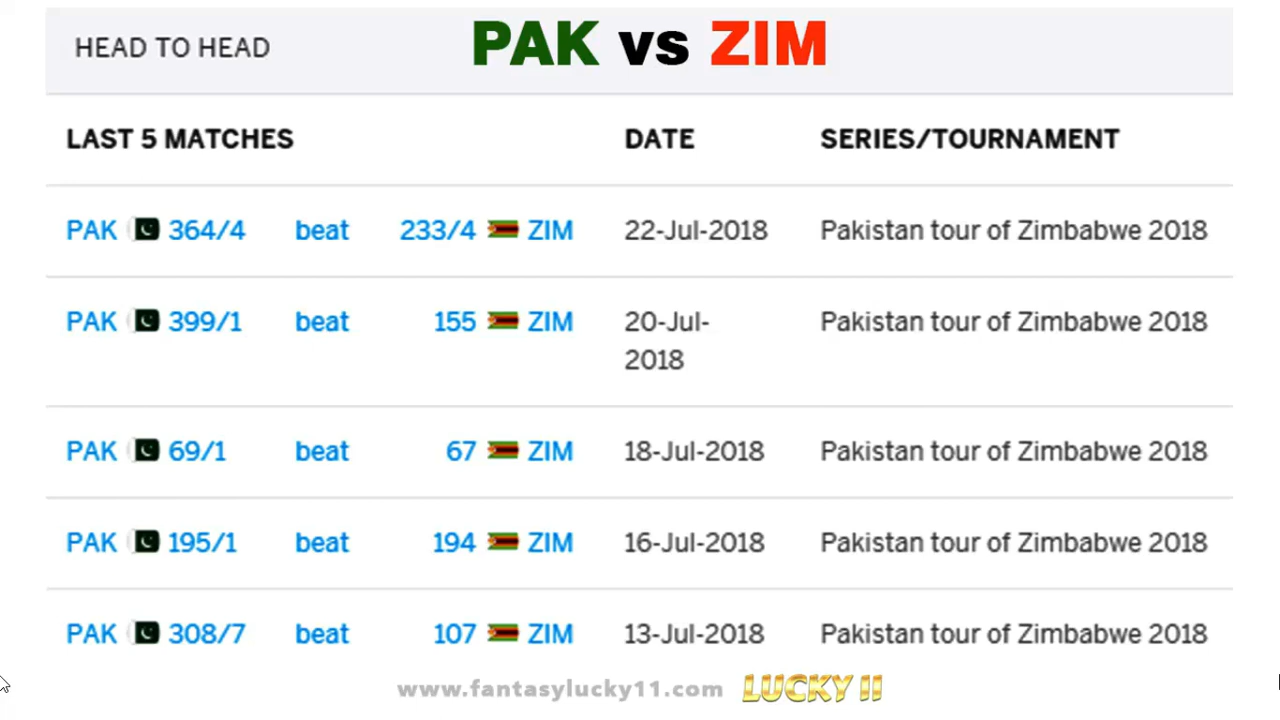 HEAD TO HEAD PAK vs ZIM
LAST 5 MATCHES DATE SERIES/TOURNAMENT
PAK 364/4 beat 233/4 ZIM 22-Jul-2018 Pakistan tour of Zimbabwe 2018
PAK 399/1 beat 155 ZIM 20-Jul- Pakistan tour of Zimbabwe 2018
2018
PAK 69/1 beat 67 ZIM 18-Jul-2018 Pakistan tour of Zimbabwe 2018
PAK 195/1 beat 194 ZIM 16-Jul-2018 Pakistan tour of Zimbabwe 2018
PAK 308/7 beat 107 ZIM 13-Jul-2018 Pakistan tour of Zimbabwe 2018
www.fantasylucky11.com LUCKY 11